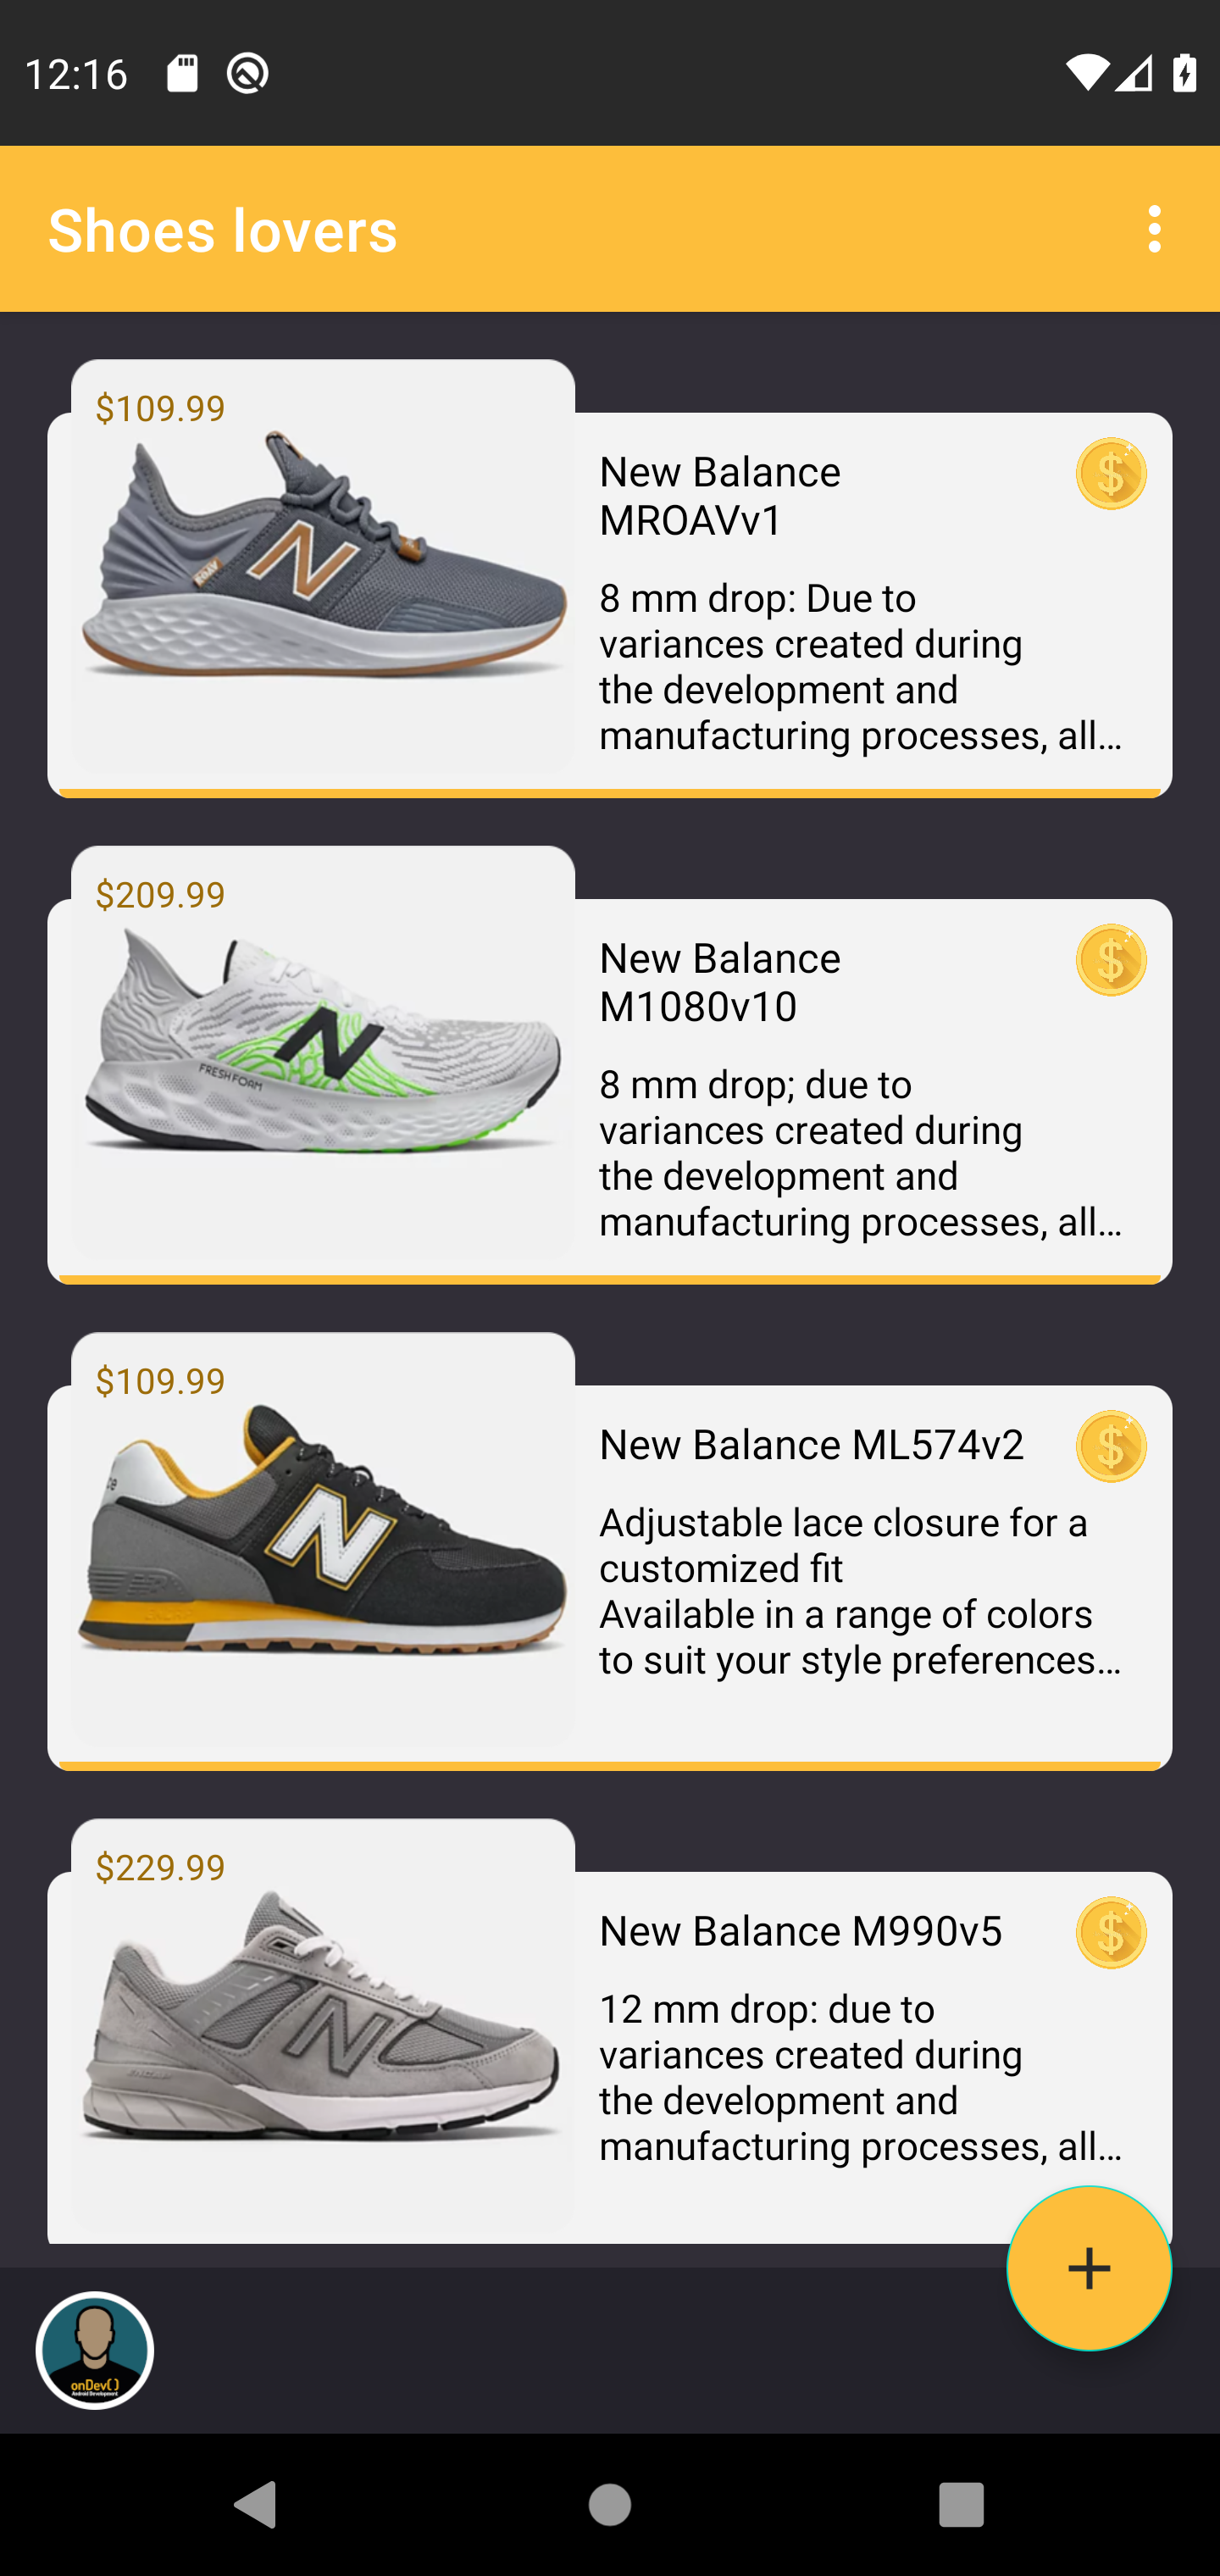 12:16
Shoes lovers
$109.99
New Balance
MROAVv1
8 mm drop: Due to
variances created during
the development and
manufacturing processes, all…
$209.99
FRESH FOAM
New Balance
M1080v10
8 mm drop; due to
variances created during
the development and
manufacturing processes, all…
$109.99
New Balance ML574v2
Adjustable lace closure for a
customized fit
Available in a range of colors
to suit your style preferences…
$229.99
New Balance M990v5
12 mm drop: due to
variances created during
the development and
manufacturing processes, all…
onDev()
Android Development